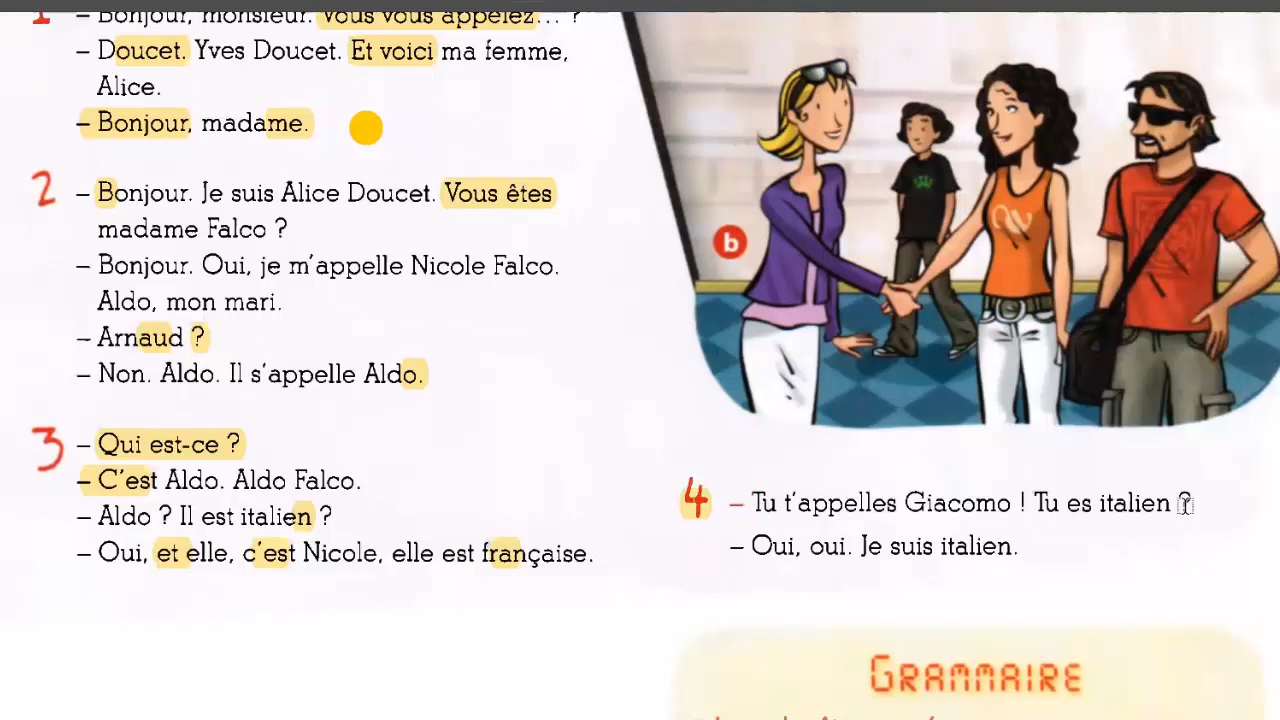 1 – Bonjour, monsieur. Vous vous appelez… ?
– Doucet. Yves Doucet. Et voici ma femme,
Alice.
– Bonjour, madame.
2 – Bonjour. Je suis Alice Doucet. Vous êtes
madame Falco ?
– Bonjour. Oui, je m'appelle Nicole Falco.
Aldo, mon mari.
– Arnaud ?
– Non. Aldo. Il s'appelle Aldo.
3 – Qui est-ce ?
– C'est Aldo. Aldo Falco.
– Aldo ? Il est italien ?
– Oui, et elle, c'est Nicole, elle est française.
b
4 – Tu t'appelles Giacomo ! Tu es italien ?
– Oui, oui. Je suis italien.
GRAMMAIRE